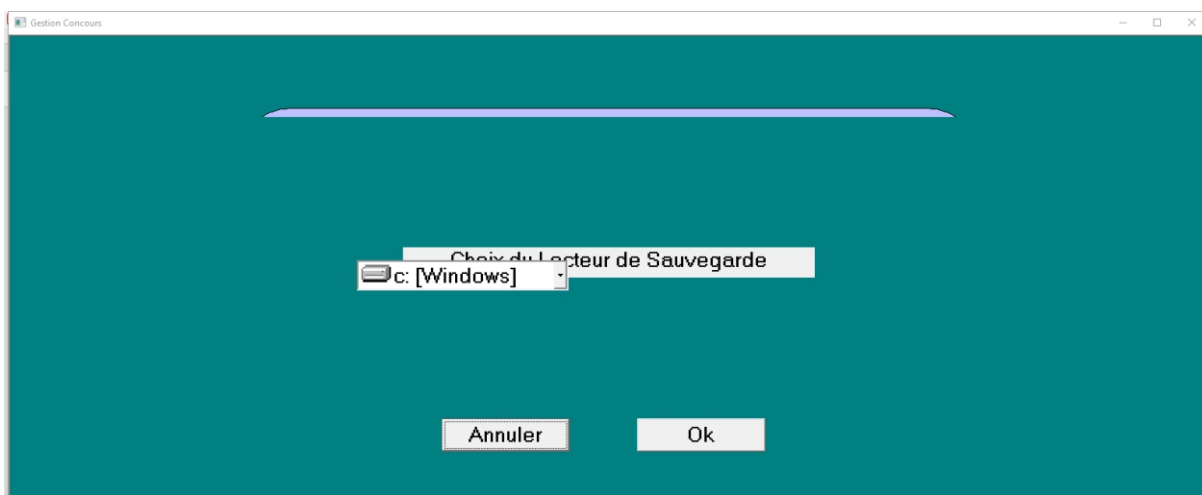 Gestion Concours
Choix du Lecteur de Sauvegarde
c: [Windows]
Annuler
Ok